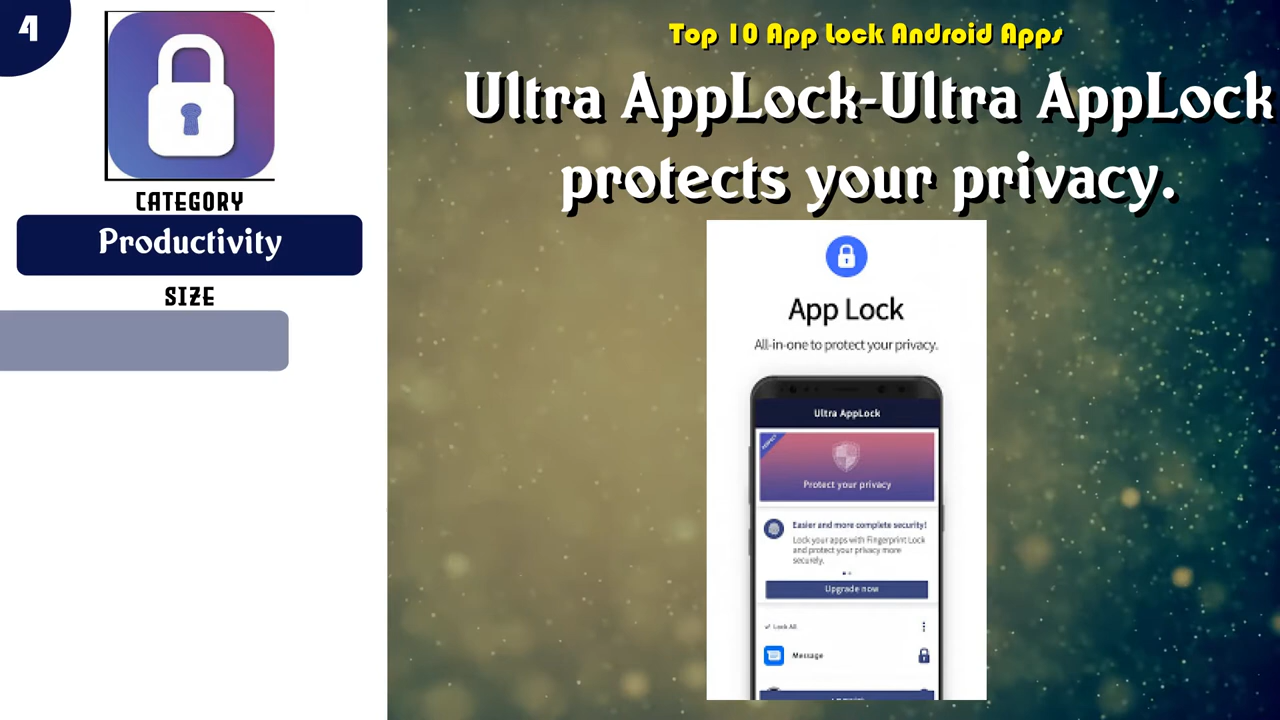 4
CATEGORY
Productivity
SIZE
Top 10 App Lock Android Apps
Ultra AppLock-Ultra AppLock
protects your privacy.
App Lock
All-in-one to protect your privacy.
Ultra AppLock
Protect your privacy
Easier and more complete security!
Lock your apps with Fingerprint Lock
and protect your privacy more
securely.
Upgrade now
Lock All
Message